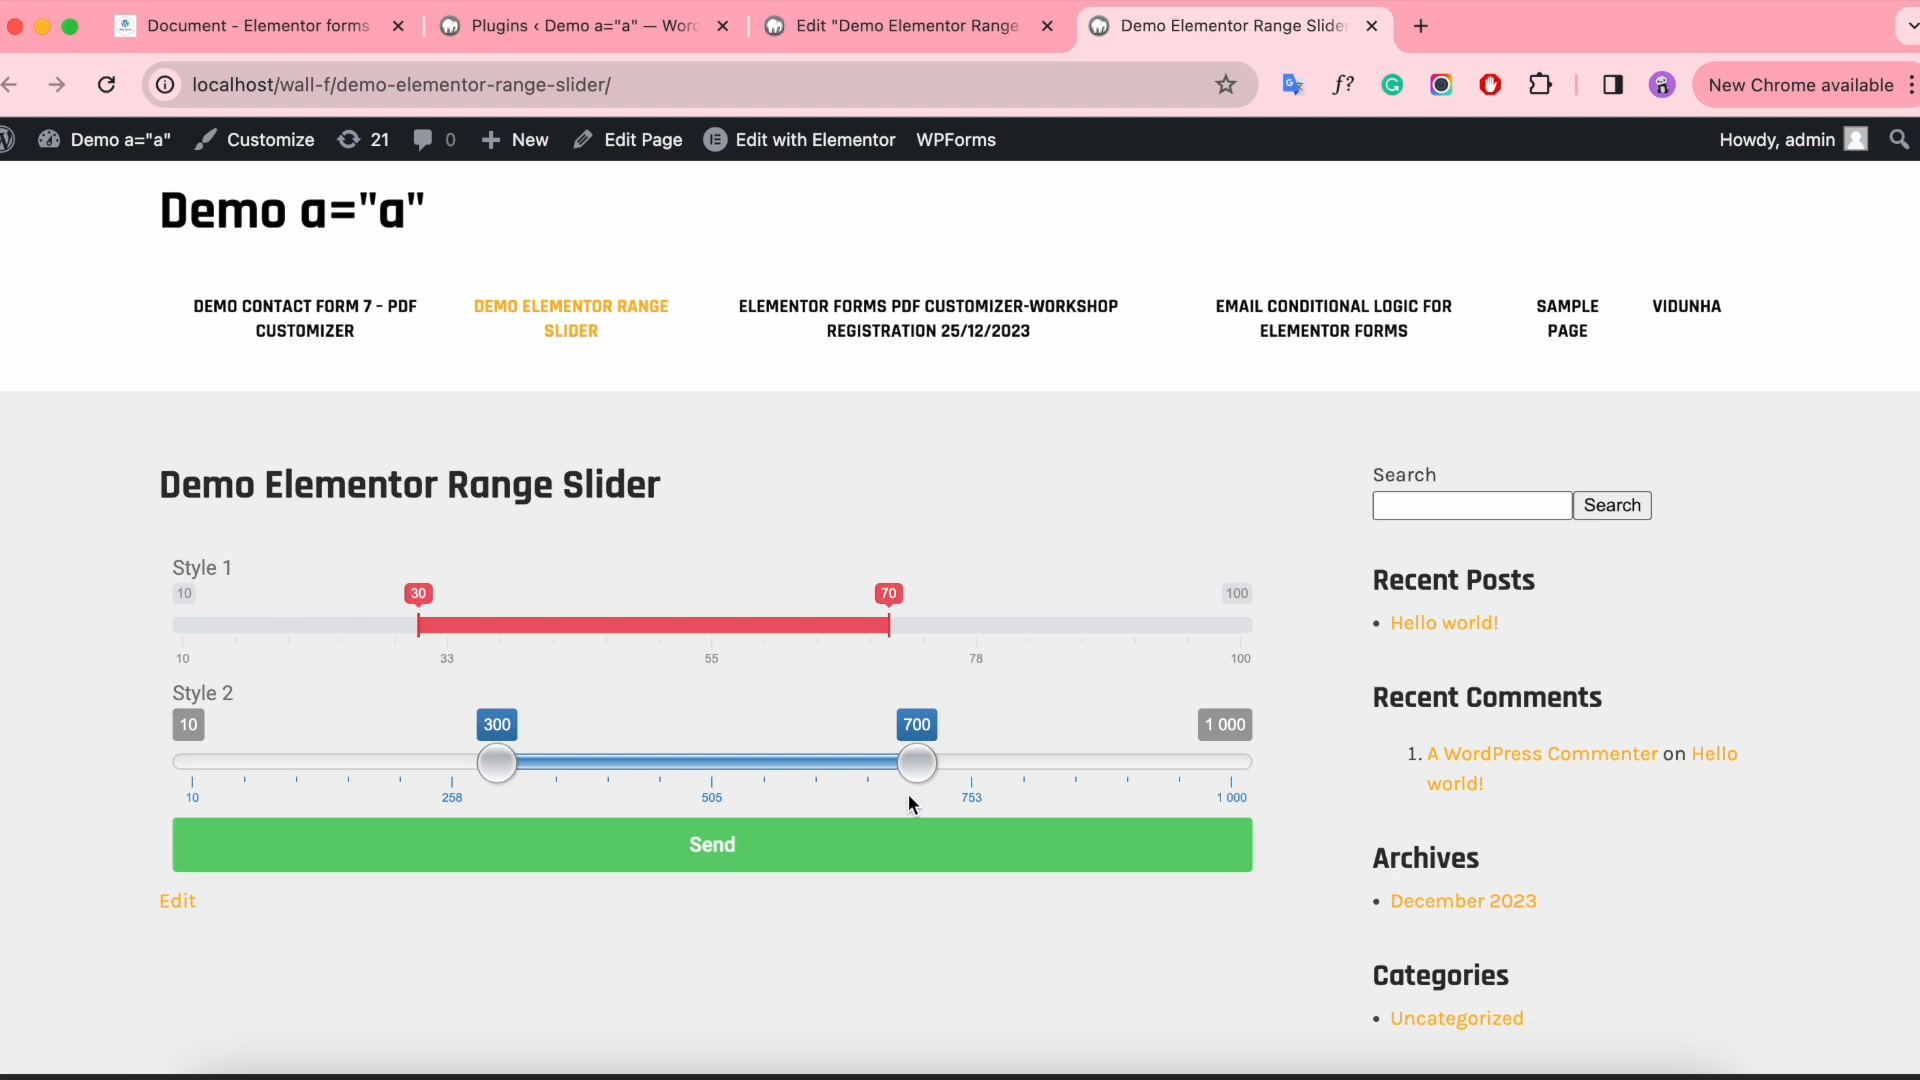 Document - Elementor forms
Plugins ‹ Demo a="a" — Worc
Edit "Demo Elementor Range
Demo Elementor Range Slider
localhost/wall-f/demo-elementor-range-slider/
f?
New Chrome available
Demo a="a"
Customize
21
0
New
Edit Page
Edit with Elementor
WPForms
Howdy, admin
Demo a="a"
DEMO CONTACT FORM 7 – PDF
CUSTOMIZER
DEMO ELEMENTOR RANGE
SLIDER
ELEMENTOR FORMS PDF CUSTOMIZER-WORKSHOP
REGISTRATION 25/12/2023
EMAIL CONDITIONAL LOGIC FOR
ELEMENTOR FORMS
SAMPLE
PAGE
VIDUNHA
Demo Elementor Range Slider
Style 1
10
30
70
100
10
33
55
78
100
Style 2
10
300
700
1 000
10
258
505
753
1 000
Send
Edit
Search
Search
Recent Posts
Hello world!
Recent Comments
1. A WordPress Commenter on Hello
world!
Archives
December 2023
Categories
Uncategorized